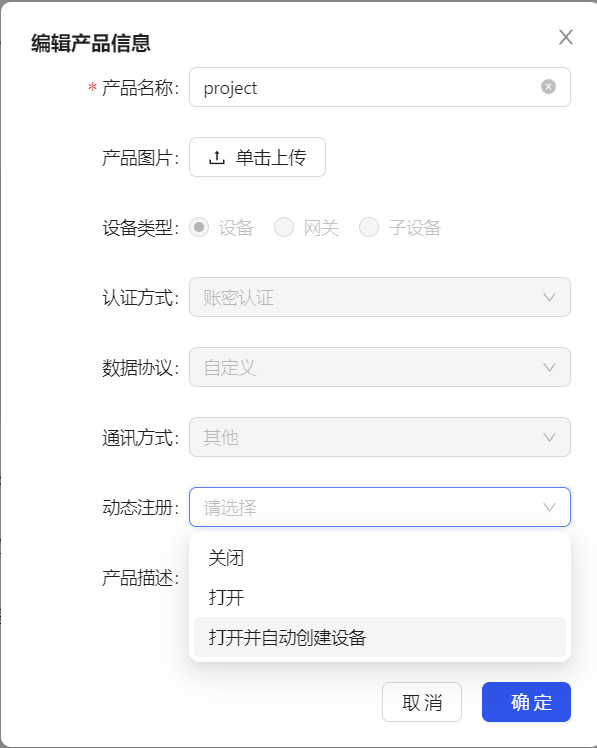 编辑产品信息
* 产品名称: project
产品图片: 单击上传
设备类型: 设备 网关 子设备
认证方式: 账密认证
数据协议: 自定义
通讯方式: 其他
动态注册: 请选择
关闭
产品描述:
打开
打开并自动创建设备
取消 确定